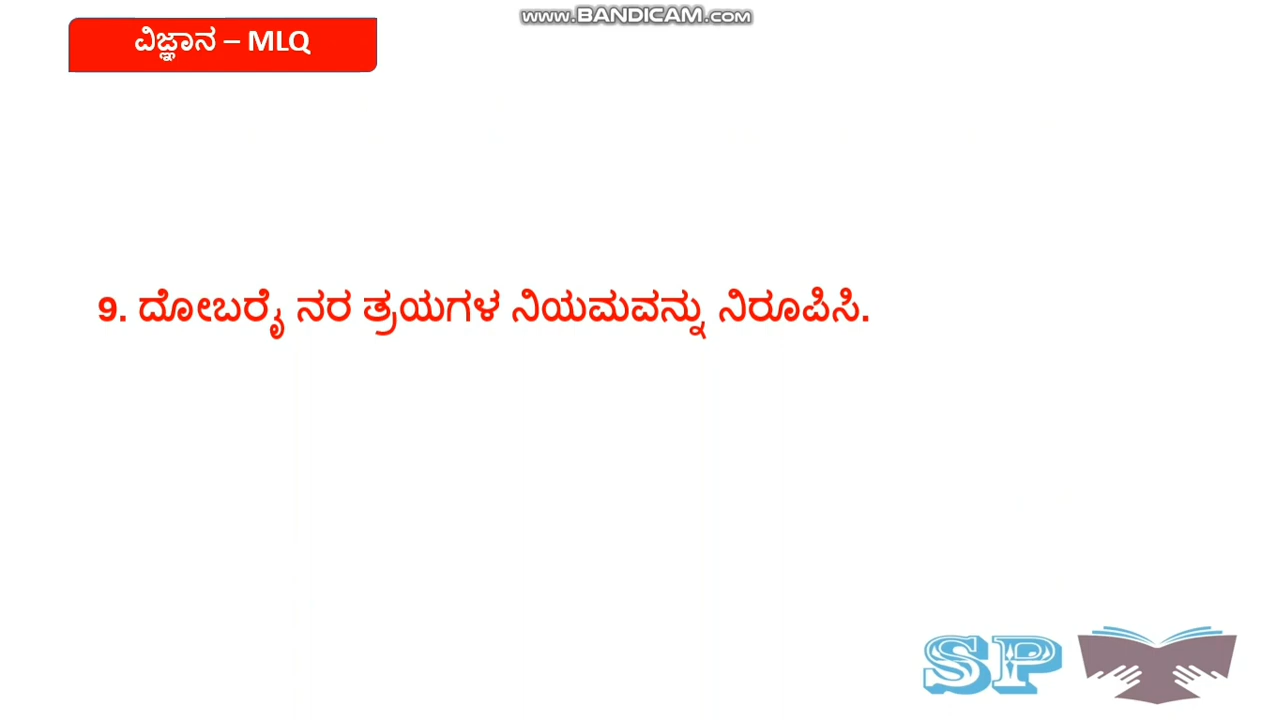 www.BANDICAM.com
ವಿಜ್ಞಾನ – MLQ
9. ದೋಬರೈ ನರ ತ್ರಯಗಳ ನಿಯಮವನ್ನು ನಿರೂಪಿಸಿ.
SP